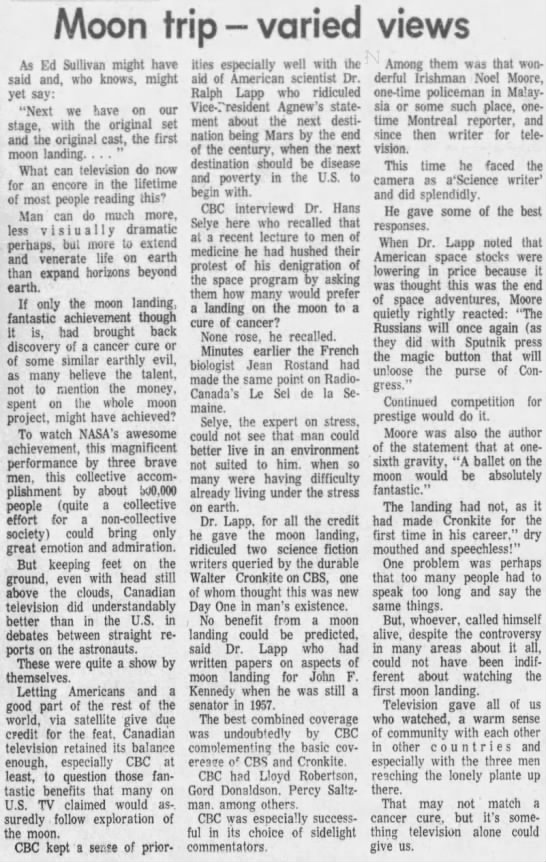 Moon trip – varied views
As Ed Sullivan might have
said and, who knows, might
yet say:
"Next we have on our
stage, with the original set
and the original cast, the first
moon landing. . . . "
What can television do now
for an encore in the lifetime
of most people reading this?
Man can do much more,
less visiually dramatic
perhaps, but more to extend
and venerate life on earth
than expand horizons beyond
earth.
If only the moon landing,
fantastic achievement though
it is, had brought back
discovery of a cancer cure or
of some similar earthly evil,
as many believe the talent,
not to mention the money,
spent on the whole moon
project, might have achieved?
To watch NASA's awesome
achievement, this magnificent
performance by three brave
men, this collective accom-
plishment by about 500,000
people (quite a collective
effort for a non-collective
society) could bring only
great emotion and admiration.
But keeping feet on the
ground, even with head still
above the clouds, Canadian
television did understandably
better than in the U.S. in
debates between straight re-
ports on the astronauts.
These were quite a show by
themselves.
Letting Americans and a
good part of the rest of the
world, via satellite give due
credit for the feat, Canadian
television retained its balance
enough, especially CBC at
least, to question those fan-
tastic benefits that many on
U.S. TV claimed would as-
suredly follow exploration of
the moon.
CBC kept a sense of prior-
ities especially well with the
aid of American scientist Dr.
Ralph Lapp who ridiculed
Vice-President Agnew's state-
ment about the next desti-
nation being Mars by the end
of the century, when the next
destination should be disease
and poverty in the U.S. to
begin with.
CBC interviewd Dr. Hans
Selye here who recalled that
at a recent lecture to men of
medicine he had hushed their
protest of his denigration of
the space program by asking
them how many would prefer
a landing on the moon to a
cure of cancer?
None rose, he recalled.
Minutes earlier the French
biologist Jean Rostand had
made the same point on Radio-
Canada's Le Sel de la Se-
maine.
Selye, the expert on stress,
could not see that man could
better live in an environment
not suited to him. when so
many were having difficulty
already living under the stress
on earth.
Dr. Lapp, for all the credit
he gave the moon landing,
ridiculed two science fiction
writers queried by the durable
Walter Cronkite on CBS, one
of whom thought this was new
Day One in man's existence.
No benefit from a moon
landing could be predicted,
said Dr. Lapp who had
written papers on aspects of
moon landing for John F.
Kennedy when he was still a
senator in 1957.
The best combined coverage
was undoubtedly by CBC
complementing the basic cov-
erage of CBS and Cronkite.
CBC had Lloyd Robertson,
Gord Donaldson, Percy Saltz-
man, among others.
CBC was especially success-
ful in its choice of sidelight
commentators.
Among them was that won-
derful Irishman Noel Moore,
one-time policeman in Malay-
sia or some such place, one-
time Montreal reporter, and
since then writer for tele-
vision.
This time he faced the
camera as a 'Science writer'
and did splendidly.
He gave some of the best
responses.
When Dr. Lapp noted that
American space stocks were
lowering in price because it
was thought this was the end
of space adventures, Moore
quietly rightly reacted: "The
Russians will once again (as
they did with Sputnik press
the magic button that will
unloose the purse of Con-
gress."
Continued competition for
prestige would do it.
Moore was also the author
of the statement that at one-
sixth gravity, "A ballet on the
moon would be absolutely
fantastic."
The landing had not, as it
had made Cronkite for the
first time in his career," dry
mouthed and speechless!"
One problem was perhaps
that too many people had to
speak too long and say the
same things.
But, whoever, called himself
alive, despite the controversy
in many areas about it all,
could not have been indif-
ferent about watching the
first moon landing.
Television gave all of us
who watched, a warm sense
of community with each other
in other countries and
especially with the three men
reaching the lonely plante up
there.
That may not match a
cancer cure, but it's some-
thing television alone could
give us.